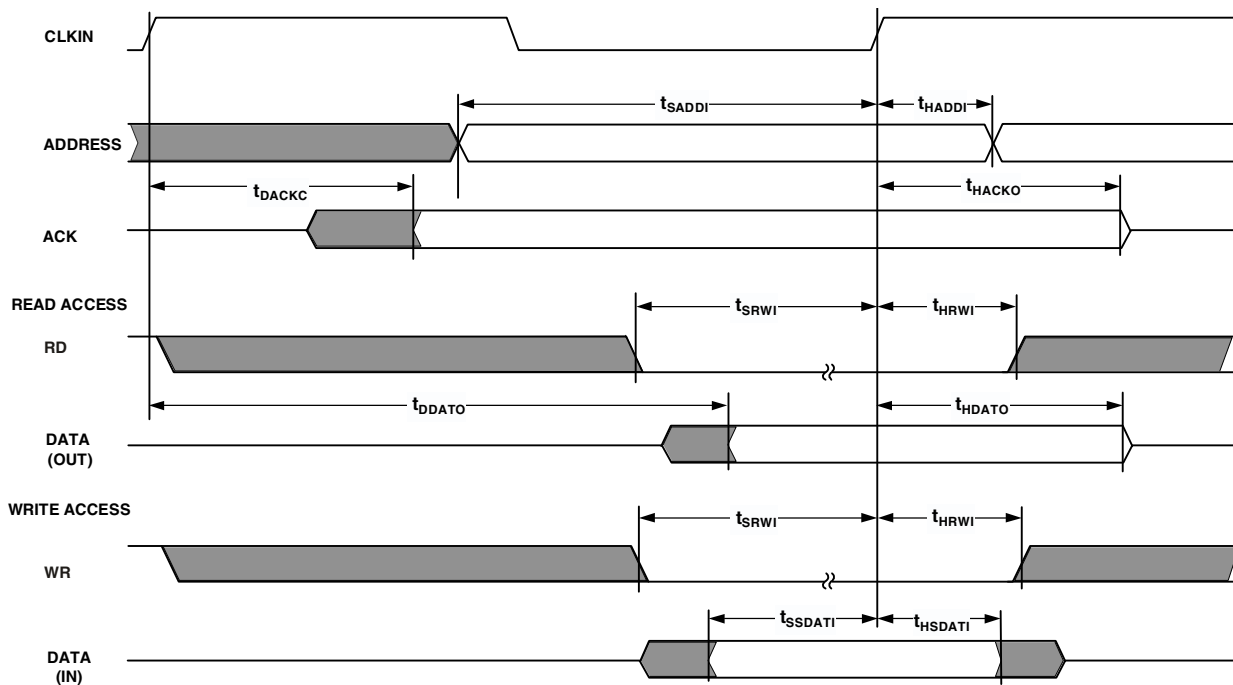 CLKIN
tSADDI
tHADDI
ADDRESS
tDACKC
tHACKO
ACK
READ ACCESS
tSRWI
tHRWI
RD
tDDATO
tHDATO
DATA
(OUT)
WRITE ACCESS
tSRWI
tHRWI
WR
tSSDATI
tHSDATI
DATA
(IN)